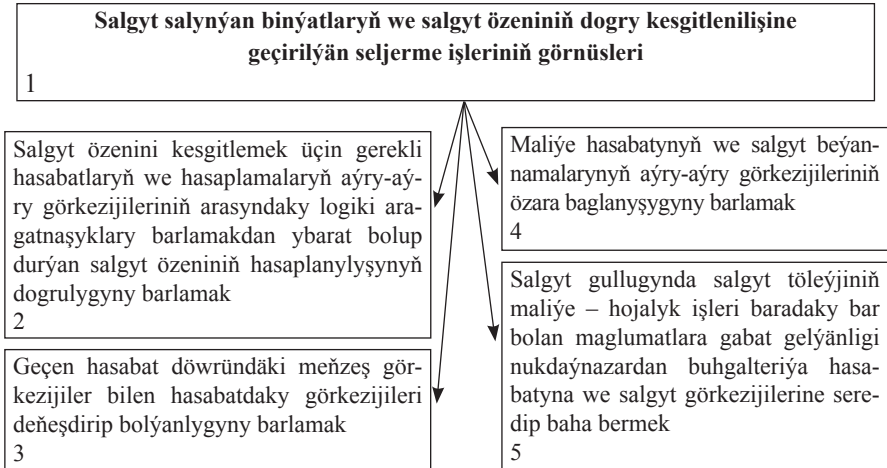 Salgyt salynýan binýatlaryň we salgyt özeniniň dogry kesgitlenilişine
geçirilýän seljerme işleriniň görnüsleri
1
Salgyt özenini kesgitlemek üçin gerekli
hasabatlaryň we hasaplamalaryň aýry-aý-
ry görkezijileriniň arasyndaky logiki ara-
gatnaşyklary barlamakdan ybarat bolup
durýan salgyt özeniniň hasaplanylyşynyň
dogrulygyny barlamak
2
Geçen hasabat döwründäki meňzeş gör-
kezijiler bilen hasabatdaky görkezijileri
deňeşdirip bolýanlygyny barlamak
3
Maliýe hasabatynyň we salgyt beýan-
namalarynyň aýry-aýry görkezijileriniň
özara baglanyşygyny barlamak
4
Salgyt gullugynda salgyt töleýjiniň
maliýe – hojalyk işleri baradaky bar
bolan maglumatlara gabat gelýänligi
nukdaýnazardan buhgalteriýa hasa-
batyna we salgyt görkezijilerine sere-
dip baha bermek
5